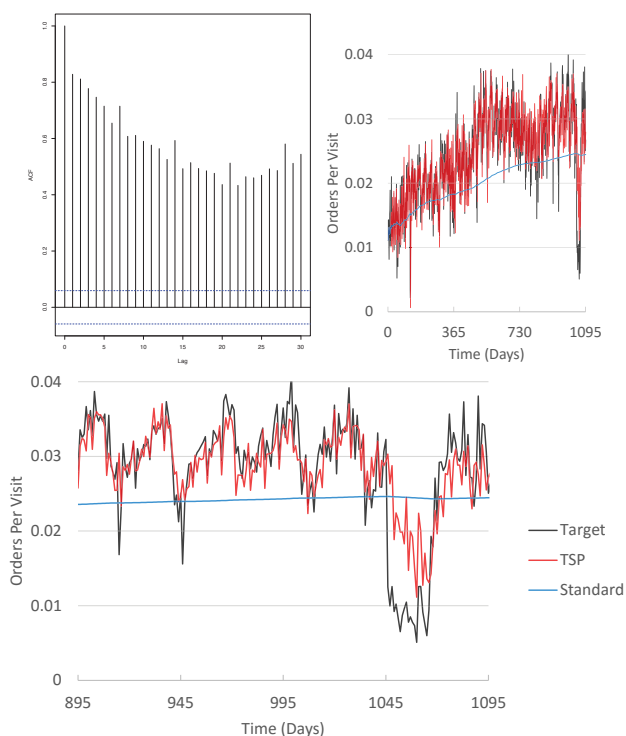 1.0
0.8
0.6
0.4
0.2
0.0
ACF
0 5 10 15 20 25 30
Lag
0.04
0.03
0.02
0.01
0
Orders Per Visit
0 365 730 1095
Time (Days)
0.04
0.03
0.02
0.01
0
Orders Per Visit
895 945 995 1045 1095
Time (Days)
Target
TSP
Standard